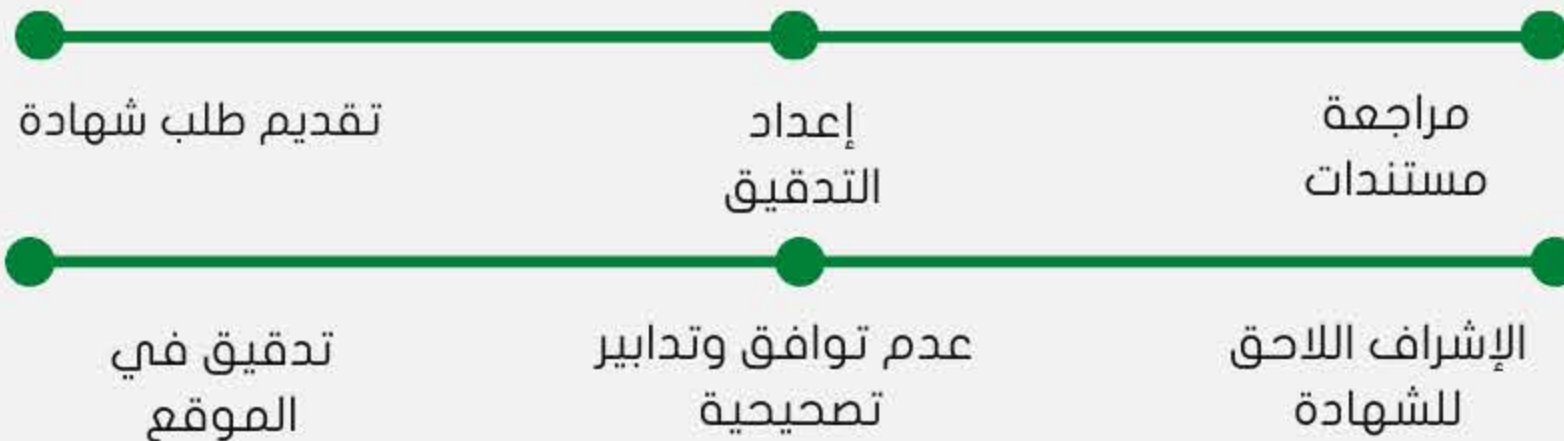 تقديم طلب شهادة
إعداد
التدقيق
مراجعة
مستندات
تدقيق في
الموقع
عدم توافق وتدابير
تصحيحية
الإشراف اللاحق
للشهادة